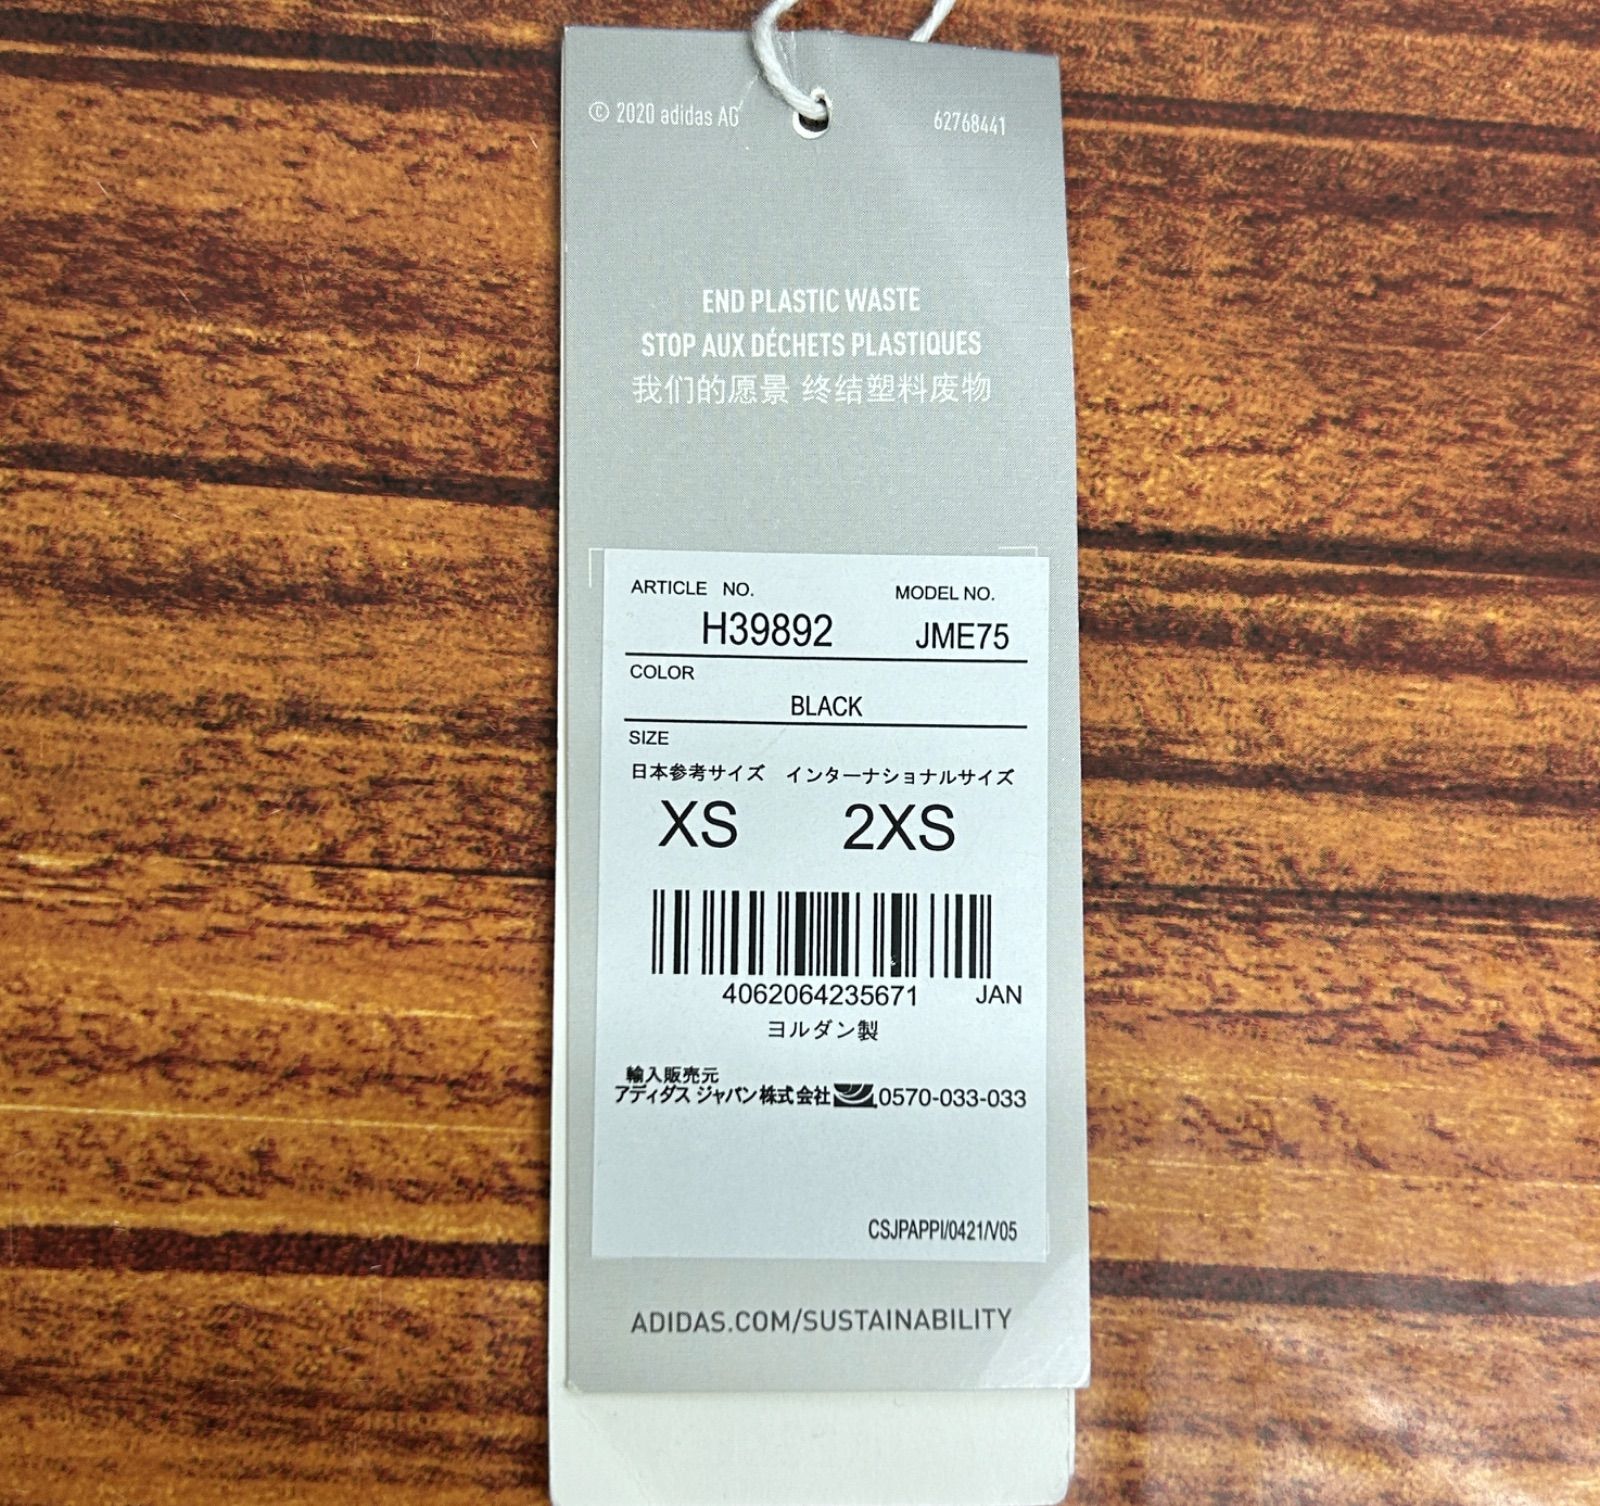 © 2020 adidas AG 62768441
END PLASTIC WASTE
STOP AUX DÉCHETS PLASTIQUES
我们的愿景 终结塑料废物
ARTICLE NO. MODEL NO.
H39892 JME75
COLOR
BLACK
SIZE
日本参考サイズ インターナショナルサイズ
XS 2XS
4062064235671 JAN
ヨルダン製
輸入販売元
アディダス ジャパン株式会社 0570-033-033
CSJPAPPI/0421/V05
ADIDAS.COM/SUSTAINABILITY